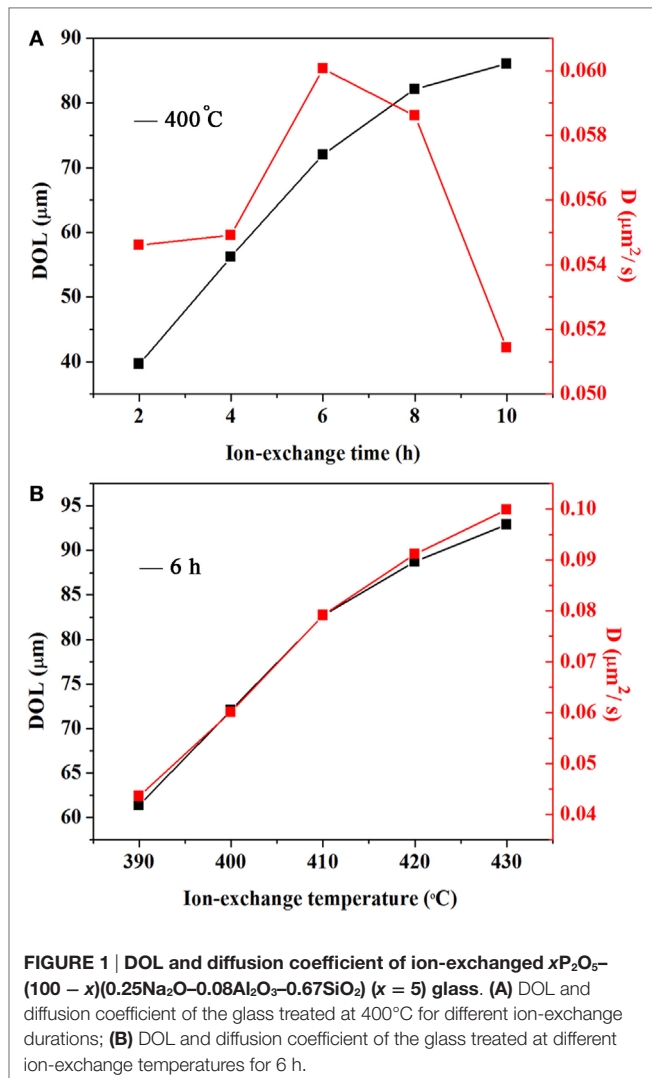 A
90
80
70
60
50
40
DOL (μm)
— 400°C
0.060
0.058
0.056
0.054
0.052
0.050
D (μm²/s)
2 4 6 8 10
Ion-exchange time (h)
B
95
90
85
80
75
70
65
60
DOL (μm)
— 6 h
0.10
0.09
0.08
0.07
0.06
0.05
0.04
D (μm²/s)
390 400 410 420 430
Ion-exchange temperature (°C)
FIGURE 1 | DOL and diffusion coefficient of ion-exchanged xP₂O₅–
(100 − x)(0.25Na₂O–0.08Al₂O₃–0.67SiO₂) (x = 5) glass. (A) DOL and
diffusion coefficient of the glass treated at 400°C for different ion-exchange
durations; (B) DOL and diffusion coefficient of the glass treated at different
ion-exchange temperatures for 6 h.